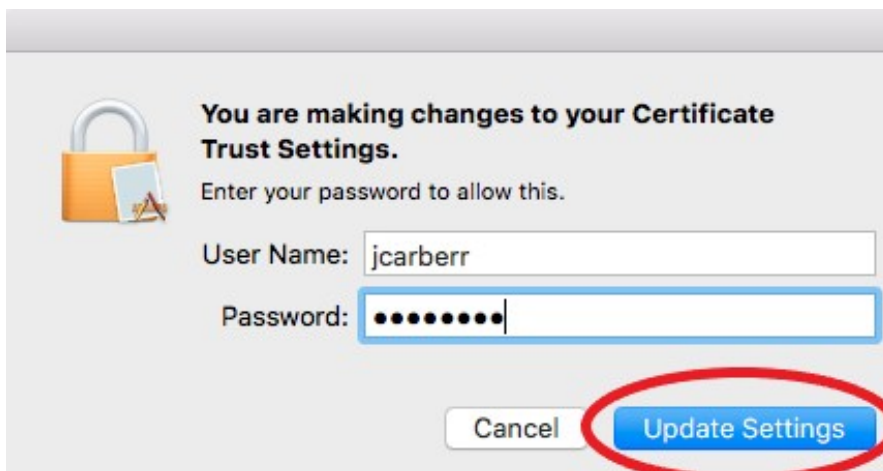 You are making changes to your Certificate
Trust Settings.
Enter your password to allow this.
User Name: jcarberr
Password: ••••••••
Cancel Update Settings